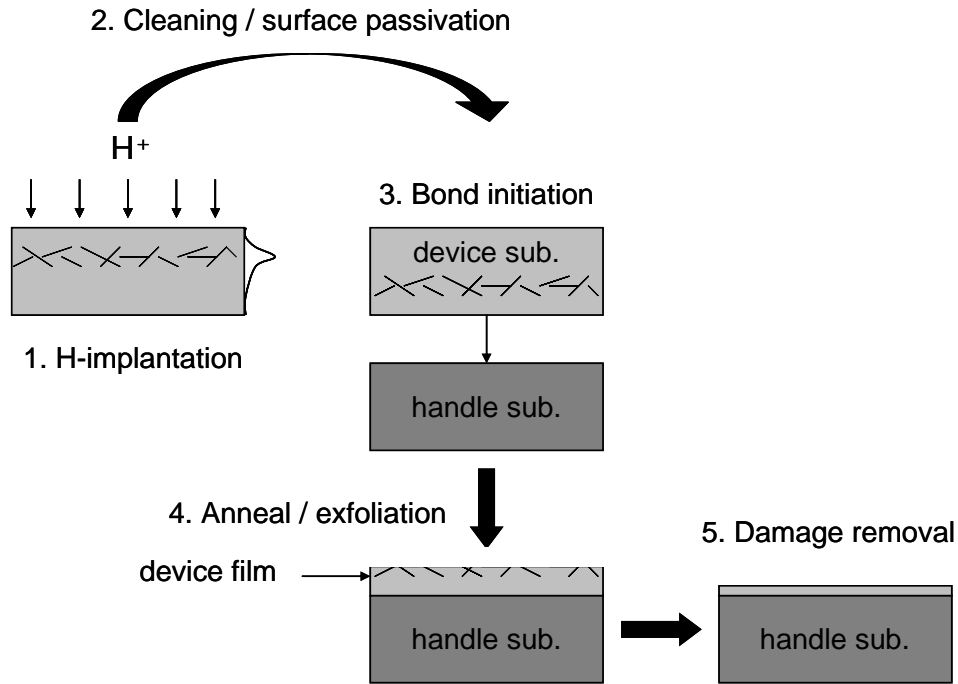 2. Cleaning / surface passivation
H+
3. Bond initiation
device sub.
1. H-implantation
handle sub.
4. Anneal / exfoliation
5. Damage removal
device film
handle sub.
handle sub.